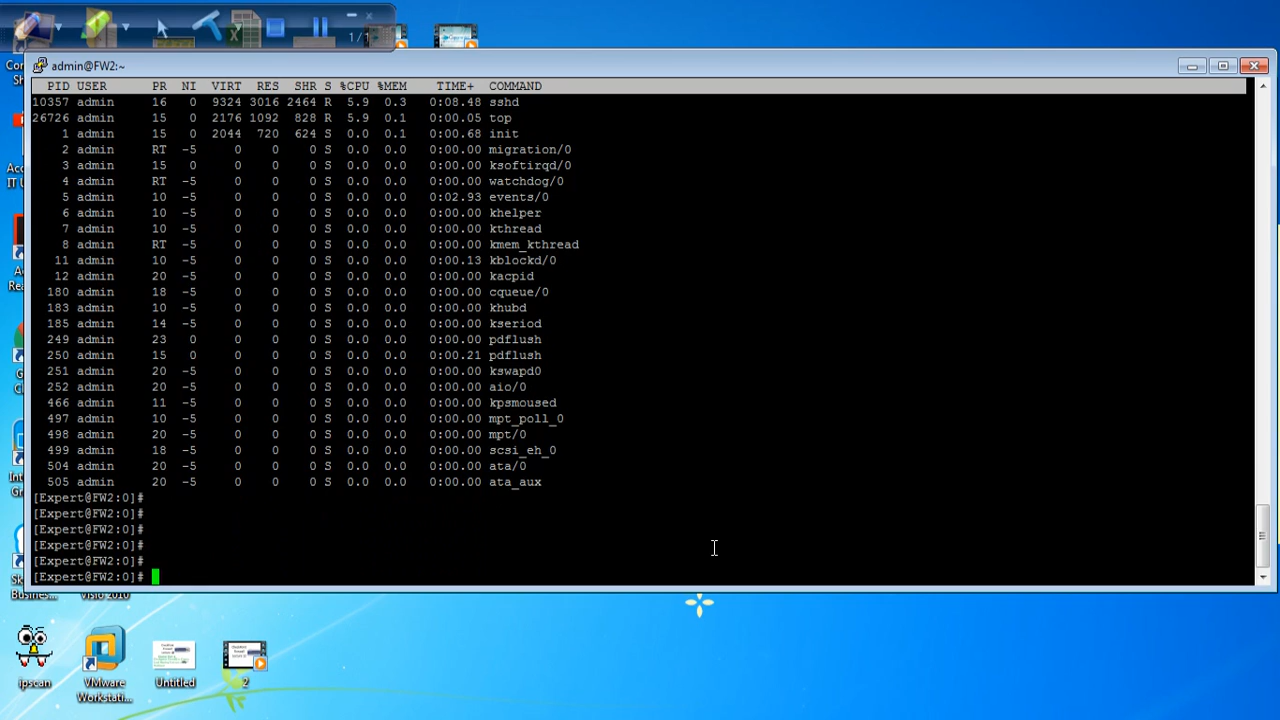 1/1
admin@FW2:~
PID USER PR NI VIRT RES SHR S %CPU %MEM TIME+ COMMAND
10357 admin 16 0 9324 3016 2464 R 5.9 0.3 0:08.48 sshd
26726 admin 15 0 2176 1092 828 R 5.9 0.1 0:00.05 top
1 admin 15 0 2044 720 624 S 0.0 0.1 0:00.68 init
2 admin RT -5 0 0 0 S 0.0 0.0 0:00.00 migration/0
3 admin 15 0 0 0 0 S 0.0 0.0 0:00.00 ksoftirqd/0
4 admin RT -5 0 0 0 S 0.0 0.0 0:00.00 watchdog/0
5 admin 10 -5 0 0 0 S 0.0 0.0 0:02.93 events/0
6 admin 10 -5 0 0 0 S 0.0 0.0 0:00.00 khelper
7 admin 10 -5 0 0 0 S 0.0 0.0 0:00.00 kthread
8 admin RT -5 0 0 0 S 0.0 0.0 0:00.00 kmem_kthread
11 admin 10 -5 0 0 0 S 0.0 0.0 0:00.13 kblockd/0
12 admin 20 -5 0 0 0 S 0.0 0.0 0:00.00 kacpid
180 admin 18 -5 0 0 0 S 0.0 0.0 0:00.00 cqueue/0
183 admin 10 -5 0 0 0 S 0.0 0.0 0:00.00 khubd
185 admin 14 -5 0 0 0 S 0.0 0.0 0:00.00 kseriod
249 admin 23 0 0 0 0 S 0.0 0.0 0:00.00 pdflush
250 admin 15 0 0 0 0 S 0.0 0.0 0:00.21 pdflush
251 admin 20 -5 0 0 0 S 0.0 0.0 0:00.00 kswapd0
252 admin 20 -5 0 0 0 S 0.0 0.0 0:00.00 aio/0
466 admin 11 -5 0 0 0 S 0.0 0.0 0:00.00 kpsmoused
497 admin 10 -5 0 0 0 S 0.0 0.0 0:00.00 mpt_poll_0
498 admin 20 -5 0 0 0 S 0.0 0.0 0:00.00 mpt/0
499 admin 18 -5 0 0 0 S 0.0 0.0 0:00.00 scsi_eh_0
504 admin 20 -5 0 0 0 S 0.0 0.0 0:00.00 ata/0
505 admin 20 -5 0 0 0 S 0.0 0.0 0:00.00 ata_aux
[Expert@FW2:0]#
[Expert@FW2:0]#
[Expert@FW2:0]#
[Expert@FW2:0]#
[Expert@FW2:0]#
[Expert@FW2:0]#
Busines... Visio 2010
ipscan
VMware
Workstati...
Untitled
2